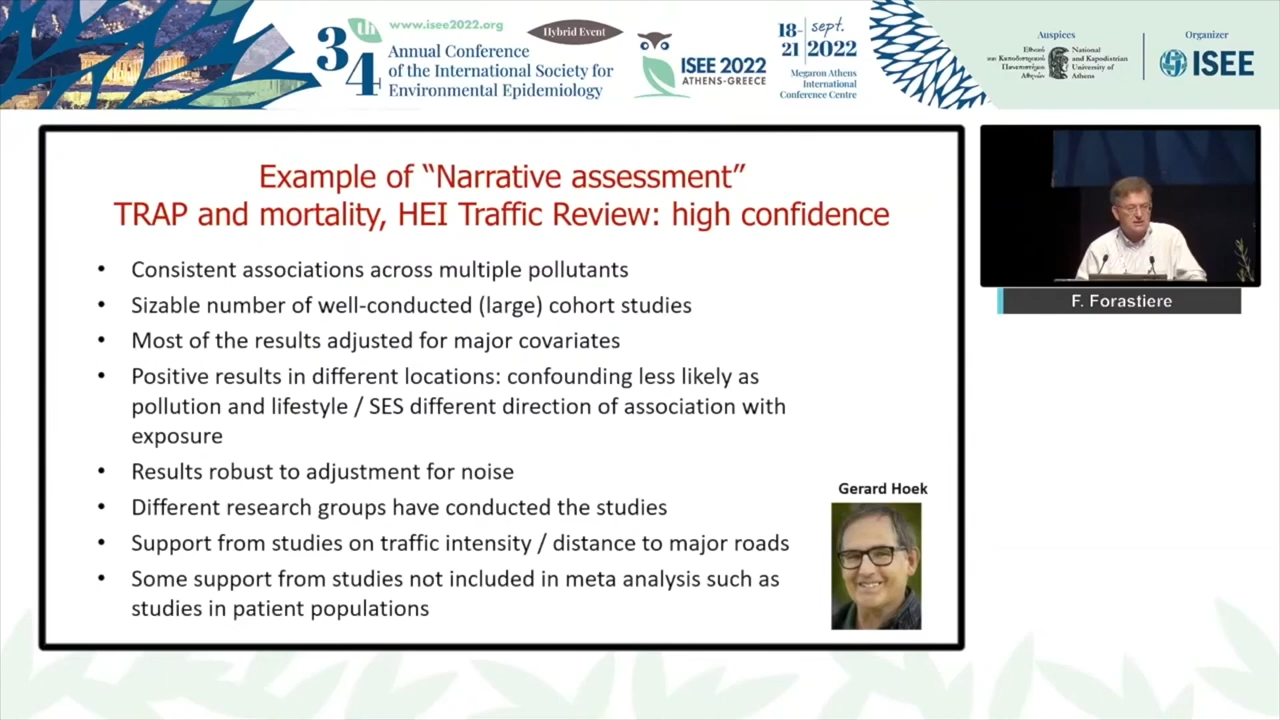 34th
www.isee2022.org
Hybrid Event
Annual Conference
of the International Society for
Environmental Epidemiology
ISEE 2022
ATHENS-GREECE
18-
21
sept.
2022
Megaron Athens
International
Conference Centre
Auspices
Εθνικόν
και Καποδιστριακόν
Πανεπιστήμιον
Αθηνών
National
and Kapodistrian
University of
Athens
Organizer
ISEE
Example of “Narrative assessment”
TRAP and mortality, HEI Traffic Review: high confidence
• Consistent associations across multiple pollutants
• Sizable number of well-conducted (large) cohort studies
• Most of the results adjusted for major covariates
• Positive results in different locations: confounding less likely as
pollution and lifestyle / SES different direction of association with
exposure
• Results robust to adjustment for noise
• Different research groups have conducted the studies
• Support from studies on traffic intensity / distance to major roads
• Some support from studies not included in meta analysis such as
studies in patient populations
Gerard Hoek
F. Forastiere